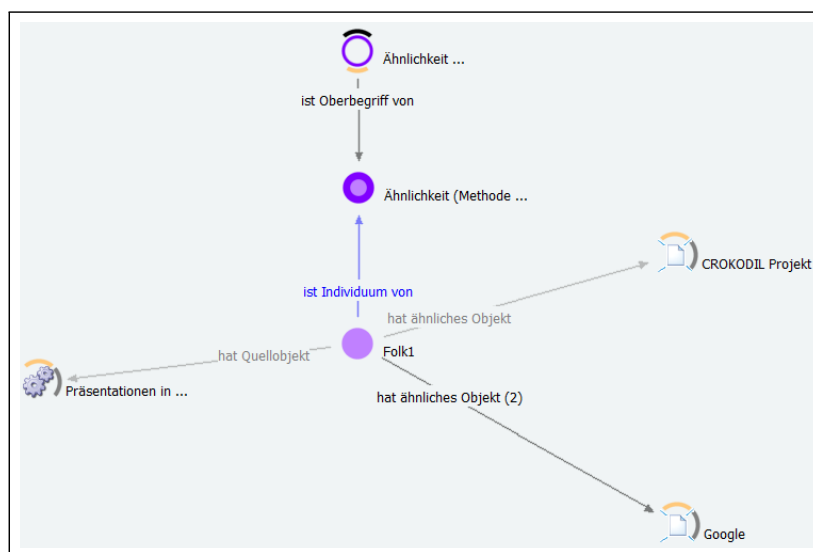 Ähnlichkeit ...
ist Oberbegriff von
Ähnlichkeit (Methode ...
CROKODIL Projekt
ist Individuum von
hat ähnliches Objekt
Folk1
hat Quellobjekt
Präsentationen in ...
hat ähnliches Objekt (2)
Google